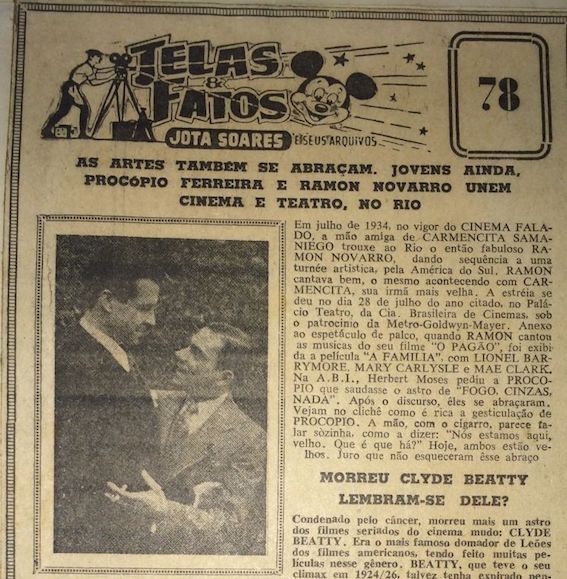 TELAS
& FATOS
JOTA SOARES E SEUS ARQUIVOS...
78
AS ARTES TAMBÉM SE ABRAÇAM. JOVENS AINDA,
PROCÓPIO FERREIRA E RAMON NOVARRO UNEM
CINEMA E TEATRO, NO RIO
Em julho de 1934, no vigor do CINEMA FALA-
DO, a mão amiga de CARMENCITA SAMA-
NIEGO trouxe ao Rio o então fabuloso RA-
MON NOVARRO, dando sequência a uma
turnée artística, pela América do Sul. RAMON
cantava bem, o mesmo acontecendo com CAR-
MENCITA, sua irmã mais velha. A estréia se
deu no dia 28 de julho do ano citado, no Palá-
cio Teatro, da Cia. Brasileira de Cinemas, sob
o patrocínio da Metro-Goldwyn-Mayer. Anexo
ao espetáculo de palco, quando RAMON cantou
as musicas do seu filme "O PAGÃO", foi exibi-
da a película "A FAMILIA", com LIONEL BAR-
RYMORE, MARY CARLYSLE e MAE CLARK.
Na A.B.I., Herbert Moses pediu a PROCO-
PIO que saudasse o astro de "FOGO, CINZAS,
NADA". Após o discurso, êles se abraçaram.
Vejam no clichê como é rica a gesticulação de
PROCOPIO. A mão, com o cigarro, parece fa-
lar sòzinha, como a dizer: "Nós estamos aqui,
velho. Que é que há?" Hoje, ambos estão ve-
lhos. Juro que não esqueceram êsse abraço
MORREU CLYDE BEATTY
LEMBRAM-SE DELE?
Condenado pelo câncer, morreu mais um astro
dos filmes seriados do cinema mudo: CLYDE
BEATTY. Era o mais famoso domador de Leões
dos filmes americanos, tendo feito muitas pe-
lículas nesse gênero. BEATTY, que teve o seu
climax em 1924/26, talvez tenha expirado pen-